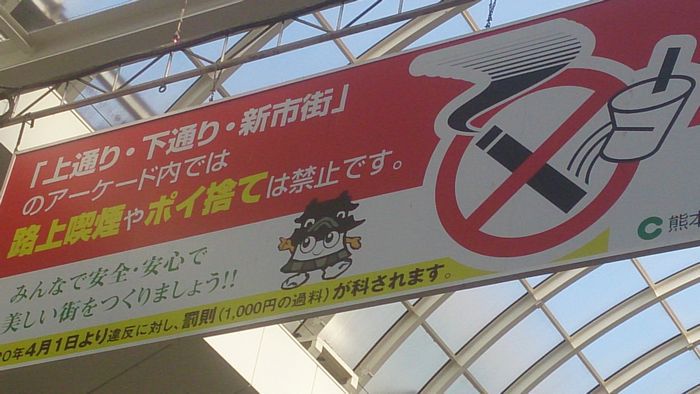 「上通り・下通り・新市街」
のアーケード内では
路上喫煙やポイ捨ては禁止です。
みんなで安全・安心で
美しい街をつくりましょう!!
0年4月1日より違反に対し、罰則(1,000円の過料)が科されます。
熊本